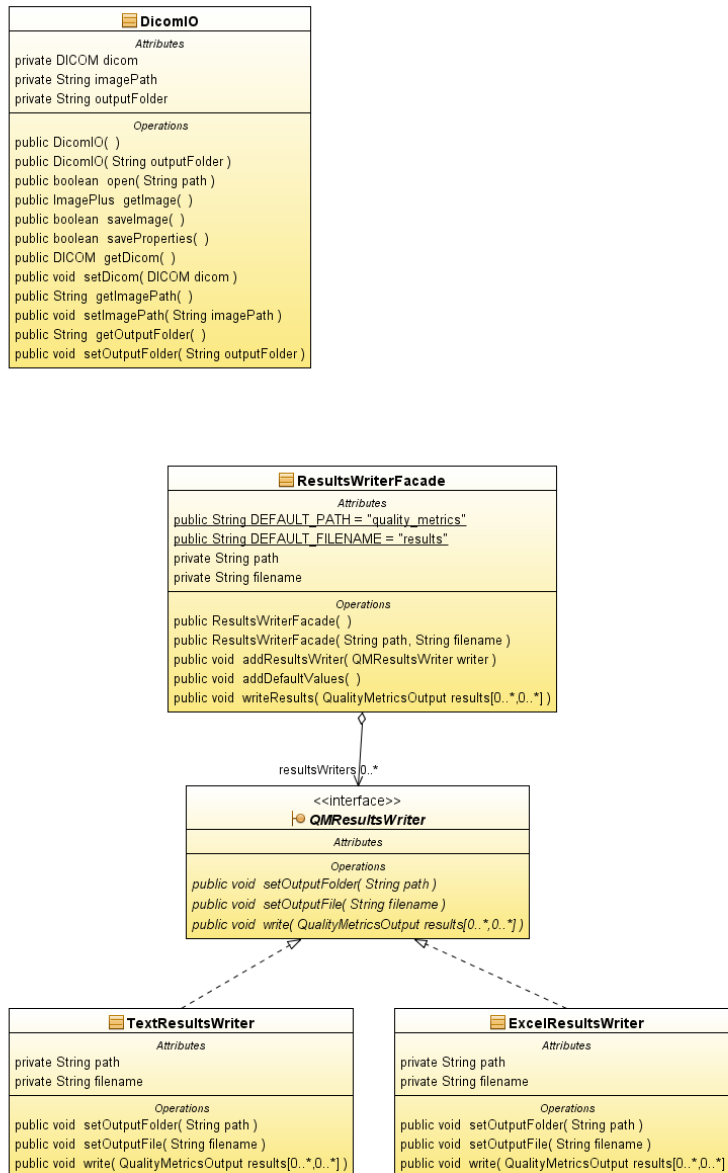 DicomIO
Attributes
private DICOM dicom
private String imagePath
private String outputFolder
Operations
public DicomIO( )
public DicomIO( String outputFolder )
public boolean open( String path )
public ImagePlus getImage( )
public boolean saveImage( )
public boolean saveProperties( )
public DICOM getDicom( )
public void setDicom( DICOM dicom )
public String getImagePath( )
public void setImagePath( String imagePath )
public String getOutputFolder( )
public void setOutputFolder( String outputFolder )
ResultsWriterFacade
Attributes
public String DEFAULT_PATH = "quality_metrics"
public String DEFAULT_FILENAME = "results"
private String path
private String filename
Operations
public ResultsWriterFacade( )
public ResultsWriterFacade( String path, String filename )
public void addResultsWriter( QMResultsWriter writer )
public void addDefaultValues( )
public void writeResults( QualityMetricsOutput results[0..*,0..*] )
resultsWriters 0..*
<<interface>>
QMResultsWriter
Attributes
Operations
public void setOutputFolder( String path )
public void setOutputFile( String filename )
public void write( QualityMetricsOutput results[0..*,0..*] )
TextResultsWriter
Attributes
private String path
private String filename
Operations
public void setOutputFolder( String path )
public void setOutputFile( String filename )
public void write( QualityMetricsOutput results[0..*,0..*] )
ExcelResultsWriter
Attributes
private String path
private String filename
Operations
public void setOutputFolder( String path )
public void setOutputFile( String filename )
public void write( QualityMetricsOutput results[0..*,0..*]